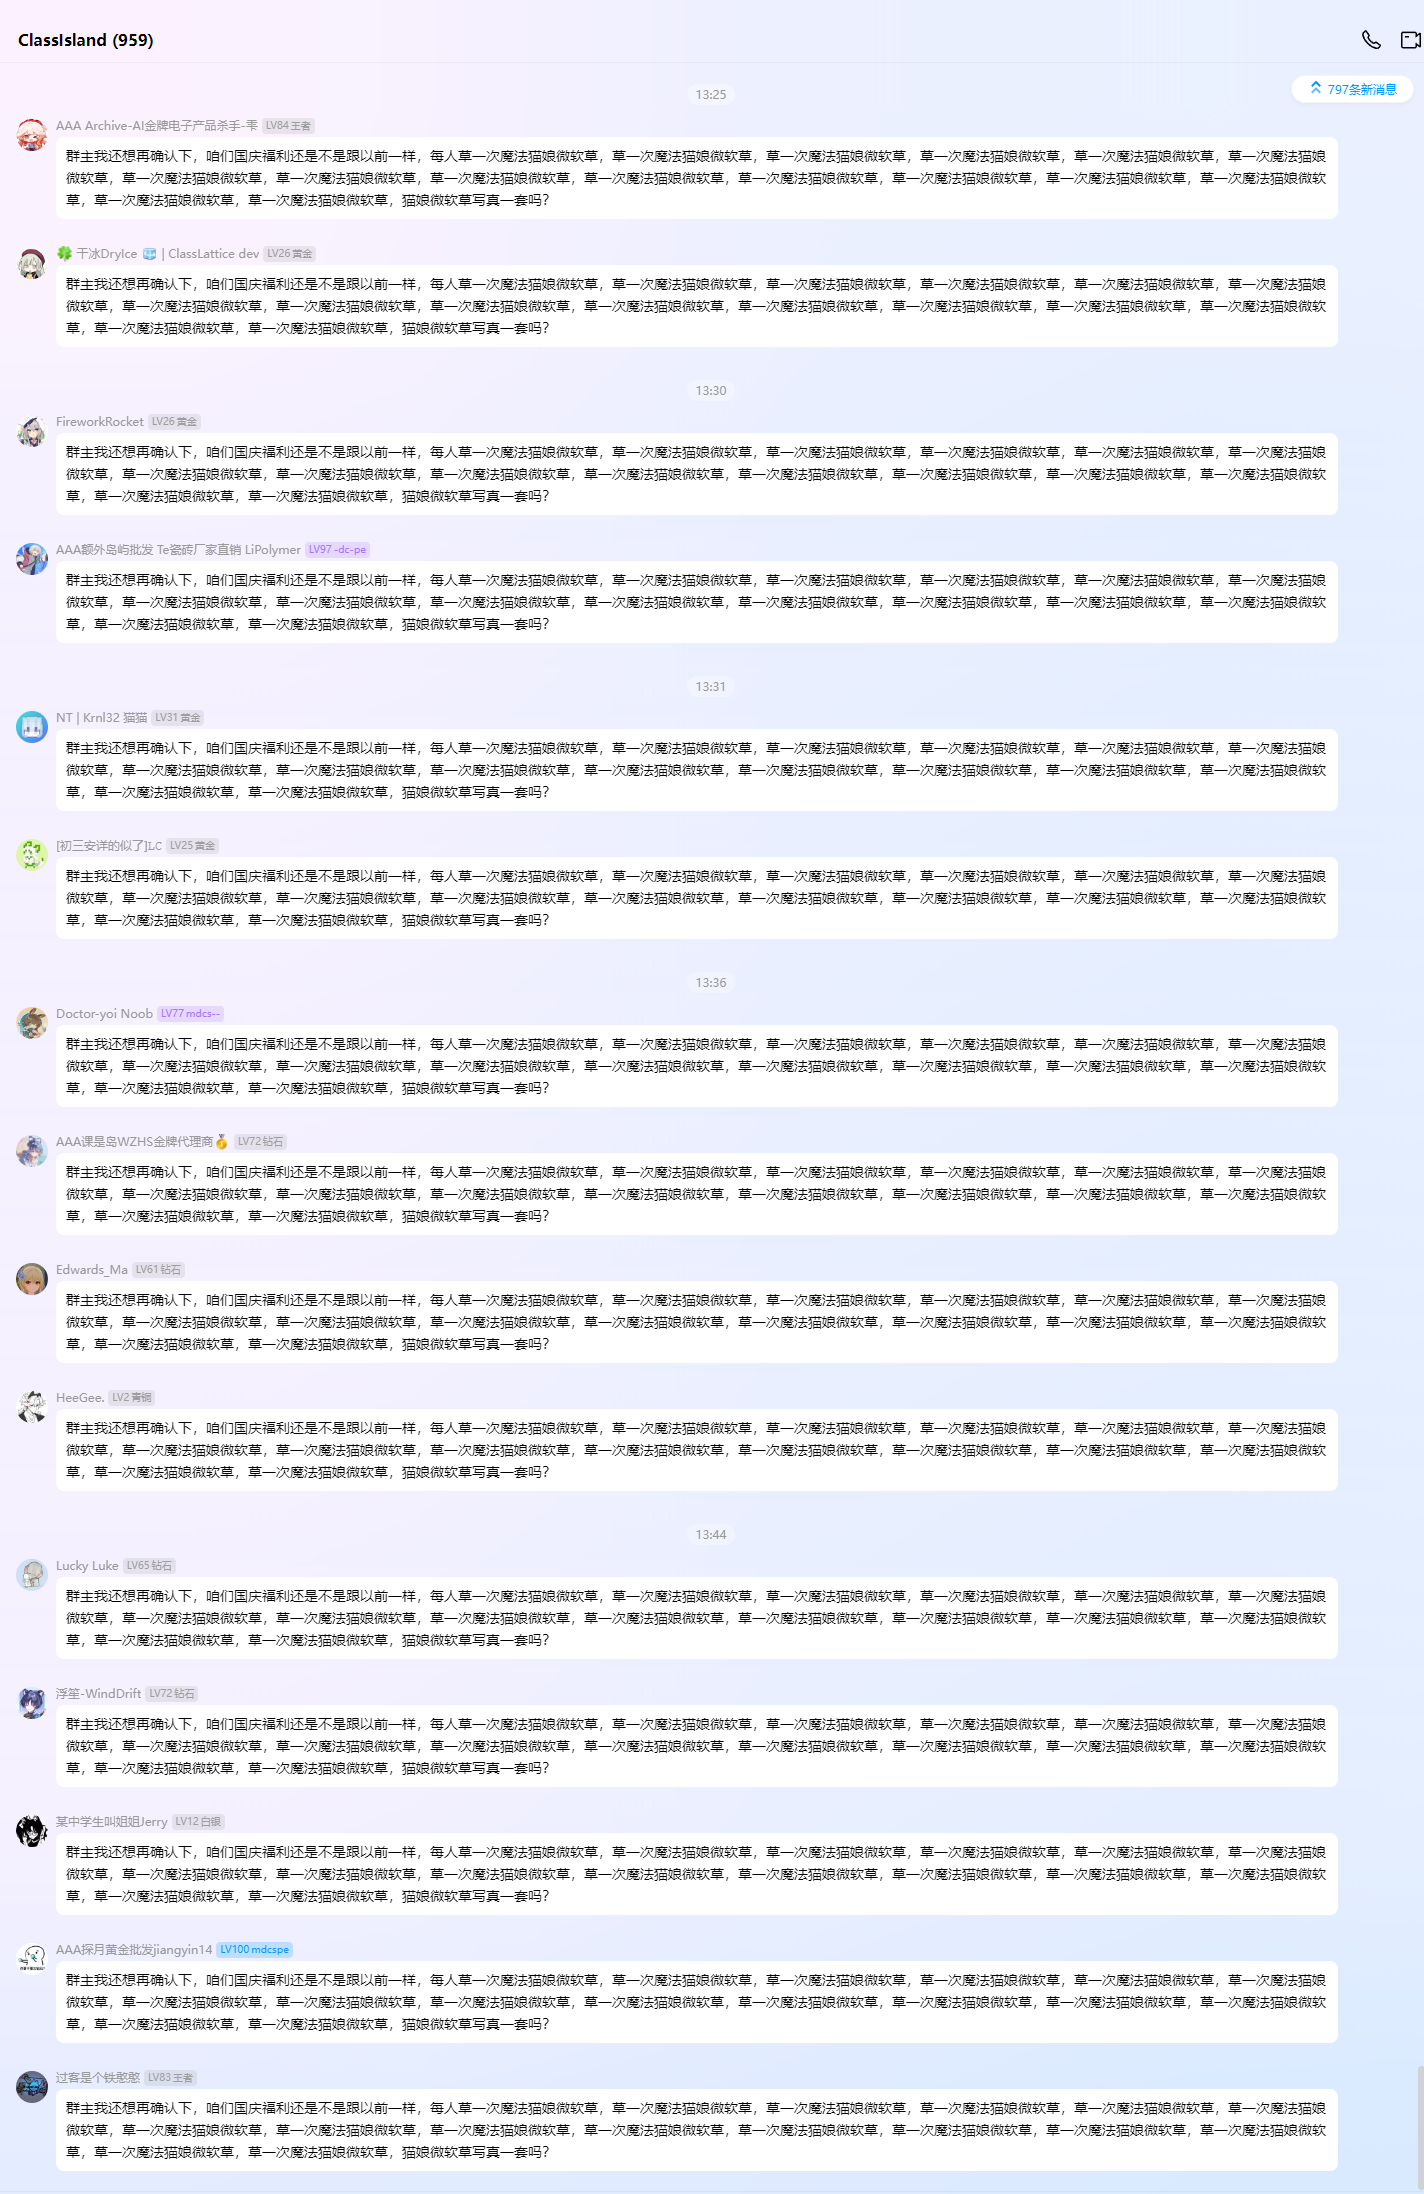 ClassIsland (959)
797条新消息
13:25
AAA Archive-AI金牌电子产品杀手-雫 LV84 王者
群主我还想再确认下，咱们国庆福利还是不是跟以前一样，每人草一次魔法猫娘微软草，草一次魔法猫娘微软草，草一次魔法猫娘微软草，草一次魔法猫娘微软草，草一次魔法猫娘微软草，草一次魔法猫娘
微软草，草一次魔法猫娘微软草，草一次魔法猫娘微软草，草一次魔法猫娘微软草，草一次魔法猫娘微软草，草一次魔法猫娘微软草，草一次魔法猫娘微软草，草一次魔法猫娘微软草，草一次魔法猫娘微软
草，草一次魔法猫娘微软草，草一次魔法猫娘微软草，猫娘微软草写真一套吗？
🍀 干冰DryIce 🧊 | ClassLattice dev LV26 黄金
群主我还想再确认下，咱们国庆福利还是不是跟以前一样，每人草一次魔法猫娘微软草，草一次魔法猫娘微软草，草一次魔法猫娘微软草，草一次魔法猫娘微软草，草一次魔法猫娘微软草，草一次魔法猫娘
微软草，草一次魔法猫娘微软草，草一次魔法猫娘微软草，草一次魔法猫娘微软草，草一次魔法猫娘微软草，草一次魔法猫娘微软草，草一次魔法猫娘微软草，草一次魔法猫娘微软草，草一次魔法猫娘微软
草，草一次魔法猫娘微软草，草一次魔法猫娘微软草，猫娘微软草写真一套吗？
13:30
FireworkRocket LV26 黄金
群主我还想再确认下，咱们国庆福利还是不是跟以前一样，每人草一次魔法猫娘微软草，草一次魔法猫娘微软草，草一次魔法猫娘微软草，草一次魔法猫娘微软草，草一次魔法猫娘微软草，草一次魔法猫娘
微软草，草一次魔法猫娘微软草，草一次魔法猫娘微软草，草一次魔法猫娘微软草，草一次魔法猫娘微软草，草一次魔法猫娘微软草，草一次魔法猫娘微软草，草一次魔法猫娘微软草，草一次魔法猫娘微软
草，草一次魔法猫娘微软草，草一次魔法猫娘微软草，猫娘微软草写真一套吗？
AAA额外岛屿批发 Te瓷砖厂家直销 LiPolymer LV97 -dc-pe
群主我还想再确认下，咱们国庆福利还是不是跟以前一样，每人草一次魔法猫娘微软草，草一次魔法猫娘微软草，草一次魔法猫娘微软草，草一次魔法猫娘微软草，草一次魔法猫娘微软草，草一次魔法猫娘
微软草，草一次魔法猫娘微软草，草一次魔法猫娘微软草，草一次魔法猫娘微软草，草一次魔法猫娘微软草，草一次魔法猫娘微软草，草一次魔法猫娘微软草，草一次魔法猫娘微软草，草一次魔法猫娘微软
草，草一次魔法猫娘微软草，草一次魔法猫娘微软草，猫娘微软草写真一套吗？
13:31
NT | Krnl32 猫猫 LV31 黄金
群主我还想再确认下，咱们国庆福利还是不是跟以前一样，每人草一次魔法猫娘微软草，草一次魔法猫娘微软草，草一次魔法猫娘微软草，草一次魔法猫娘微软草，草一次魔法猫娘微软草，草一次魔法猫娘
微软草，草一次魔法猫娘微软草，草一次魔法猫娘微软草，草一次魔法猫娘微软草，草一次魔法猫娘微软草，草一次魔法猫娘微软草，草一次魔法猫娘微软草，草一次魔法猫娘微软草，草一次魔法猫娘微软
草，草一次魔法猫娘微软草，草一次魔法猫娘微软草，猫娘微软草写真一套吗？
[初三安详的似了]LC LV25 黄金
群主我还想再确认下，咱们国庆福利还是不是跟以前一样，每人草一次魔法猫娘微软草，草一次魔法猫娘微软草，草一次魔法猫娘微软草，草一次魔法猫娘微软草，草一次魔法猫娘微软草，草一次魔法猫娘
微软草，草一次魔法猫娘微软草，草一次魔法猫娘微软草，草一次魔法猫娘微软草，草一次魔法猫娘微软草，草一次魔法猫娘微软草，草一次魔法猫娘微软草，草一次魔法猫娘微软草，草一次魔法猫娘微软
草，草一次魔法猫娘微软草，草一次魔法猫娘微软草，猫娘微软草写真一套吗？
13:36
Doctor-yoi Noob LV77 mdcs--
群主我还想再确认下，咱们国庆福利还是不是跟以前一样，每人草一次魔法猫娘微软草，草一次魔法猫娘微软草，草一次魔法猫娘微软草，草一次魔法猫娘微软草，草一次魔法猫娘微软草，草一次魔法猫娘
微软草，草一次魔法猫娘微软草，草一次魔法猫娘微软草，草一次魔法猫娘微软草，草一次魔法猫娘微软草，草一次魔法猫娘微软草，草一次魔法猫娘微软草，草一次魔法猫娘微软草，草一次魔法猫娘微软
草，草一次魔法猫娘微软草，草一次魔法猫娘微软草，猫娘微软草写真一套吗？
AAA课是岛WZHS金牌代理商🥇 LV72 钻石
群主我还想再确认下，咱们国庆福利还是不是跟以前一样，每人草一次魔法猫娘微软草，草一次魔法猫娘微软草，草一次魔法猫娘微软草，草一次魔法猫娘微软草，草一次魔法猫娘微软草，草一次魔法猫娘
微软草，草一次魔法猫娘微软草，草一次魔法猫娘微软草，草一次魔法猫娘微软草，草一次魔法猫娘微软草，草一次魔法猫娘微软草，草一次魔法猫娘微软草，草一次魔法猫娘微软草，草一次魔法猫娘微软
草，草一次魔法猫娘微软草，草一次魔法猫娘微软草，猫娘微软草写真一套吗？
Edwards_Ma LV61 钻石
群主我还想再确认下，咱们国庆福利还是不是跟以前一样，每人草一次魔法猫娘微软草，草一次魔法猫娘微软草，草一次魔法猫娘微软草，草一次魔法猫娘微软草，草一次魔法猫娘微软草，草一次魔法猫娘
微软草，草一次魔法猫娘微软草，草一次魔法猫娘微软草，草一次魔法猫娘微软草，草一次魔法猫娘微软草，草一次魔法猫娘微软草，草一次魔法猫娘微软草，草一次魔法猫娘微软草，草一次魔法猫娘微软
草，草一次魔法猫娘微软草，草一次魔法猫娘微软草，猫娘微软草写真一套吗？
HeeGee. LV2 青铜
群主我还想再确认下，咱们国庆福利还是不是跟以前一样，每人草一次魔法猫娘微软草，草一次魔法猫娘微软草，草一次魔法猫娘微软草，草一次魔法猫娘微软草，草一次魔法猫娘微软草，草一次魔法猫娘
微软草，草一次魔法猫娘微软草，草一次魔法猫娘微软草，草一次魔法猫娘微软草，草一次魔法猫娘微软草，草一次魔法猫娘微软草，草一次魔法猫娘微软草，草一次魔法猫娘微软草，草一次魔法猫娘微软
草，草一次魔法猫娘微软草，草一次魔法猫娘微软草，猫娘微软草写真一套吗？
13:44
Lucky Luke LV65 钻石
群主我还想再确认下，咱们国庆福利还是不是跟以前一样，每人草一次魔法猫娘微软草，草一次魔法猫娘微软草，草一次魔法猫娘微软草，草一次魔法猫娘微软草，草一次魔法猫娘微软草，草一次魔法猫娘
微软草，草一次魔法猫娘微软草，草一次魔法猫娘微软草，草一次魔法猫娘微软草，草一次魔法猫娘微软草，草一次魔法猫娘微软草，草一次魔法猫娘微软草，草一次魔法猫娘微软草，草一次魔法猫娘微软
草，草一次魔法猫娘微软草，草一次魔法猫娘微软草，猫娘微软草写真一套吗？
浮笙-WindDrift LV72 钻石
群主我还想再确认下，咱们国庆福利还是不是跟以前一样，每人草一次魔法猫娘微软草，草一次魔法猫娘微软草，草一次魔法猫娘微软草，草一次魔法猫娘微软草，草一次魔法猫娘微软草，草一次魔法猫娘
微软草，草一次魔法猫娘微软草，草一次魔法猫娘微软草，草一次魔法猫娘微软草，草一次魔法猫娘微软草，草一次魔法猫娘微软草，草一次魔法猫娘微软草，草一次魔法猫娘微软草，草一次魔法猫娘微软
草，草一次魔法猫娘微软草，草一次魔法猫娘微软草，猫娘微软草写真一套吗？
某中学生叫姐姐Jerry LV12 白银
群主我还想再确认下，咱们国庆福利还是不是跟以前一样，每人草一次魔法猫娘微软草，草一次魔法猫娘微软草，草一次魔法猫娘微软草，草一次魔法猫娘微软草，草一次魔法猫娘微软草，草一次魔法猫娘
微软草，草一次魔法猫娘微软草，草一次魔法猫娘微软草，草一次魔法猫娘微软草，草一次魔法猫娘微软草，草一次魔法猫娘微软草，草一次魔法猫娘微软草，草一次魔法猫娘微软草，草一次魔法猫娘微软
草，草一次魔法猫娘微软草，草一次魔法猫娘微软草，猫娘微软草写真一套吗？
AAA探月黄金批发jiangyin14 LV100 mdcspe
群主我还想再确认下，咱们国庆福利还是不是跟以前一样，每人草一次魔法猫娘微软草，草一次魔法猫娘微软草，草一次魔法猫娘微软草，草一次魔法猫娘微软草，草一次魔法猫娘微软草，草一次魔法猫娘
微软草，草一次魔法猫娘微软草，草一次魔法猫娘微软草，草一次魔法猫娘微软草，草一次魔法猫娘微软草，草一次魔法猫娘微软草，草一次魔法猫娘微软草，草一次魔法猫娘微软草，草一次魔法猫娘微软
草，草一次魔法猫娘微软草，草一次魔法猫娘微软草，猫娘微软草写真一套吗？
过客是个铁憨憨 LV83 王者
群主我还想再确认下，咱们国庆福利还是不是跟以前一样，每人草一次魔法猫娘微软草，草一次魔法猫娘微软草，草一次魔法猫娘微软草，草一次魔法猫娘微软草，草一次魔法猫娘微软草，草一次魔法猫娘
微软草，草一次魔法猫娘微软草，草一次魔法猫娘微软草，草一次魔法猫娘微软草，草一次魔法猫娘微软草，草一次魔法猫娘微软草，草一次魔法猫娘微软草，草一次魔法猫娘微软草，草一次魔法猫娘微软
草，草一次魔法猫娘微软草，草一次魔法猫娘微软草，猫娘微软草写真一套吗？